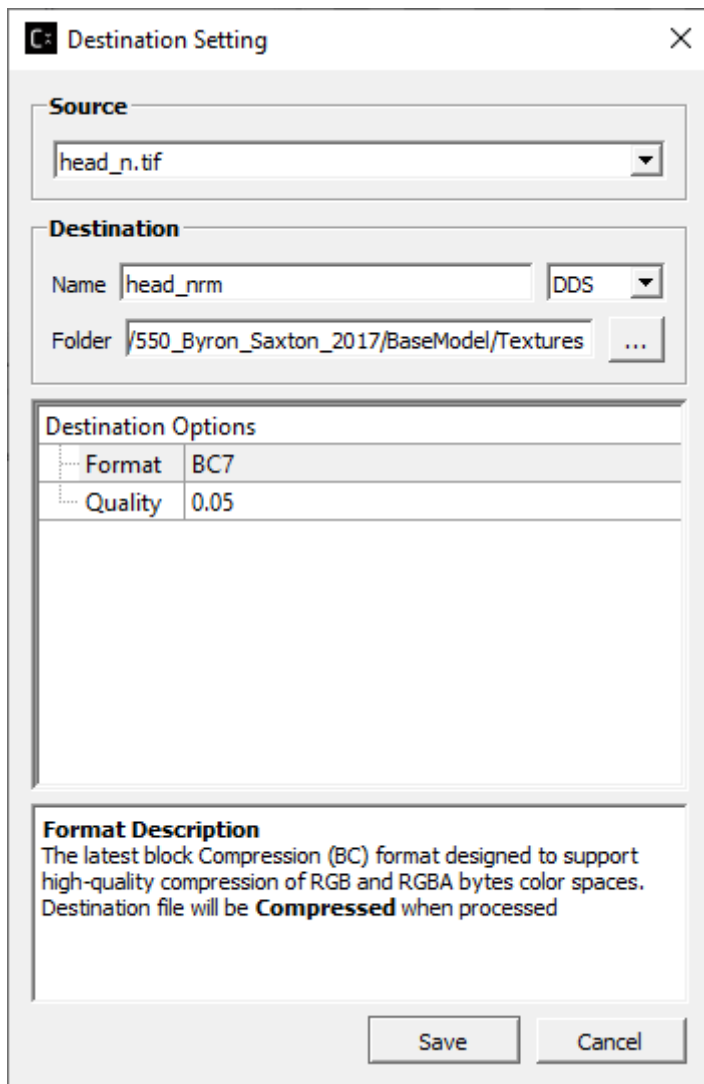 Destination Setting
Source
head_n.tif
Destination
Name head_nrm DDS
Folder /550_Byron_Saxton_2017/BaseModel/Textures ...
Destination Options
Format BC7
Quality 0.05
Format Description
The latest block Compression (BC) format designed to support
high-quality compression of RGB and RGBA bytes color spaces.
Destination file will be Compressed when processed
Save Cancel